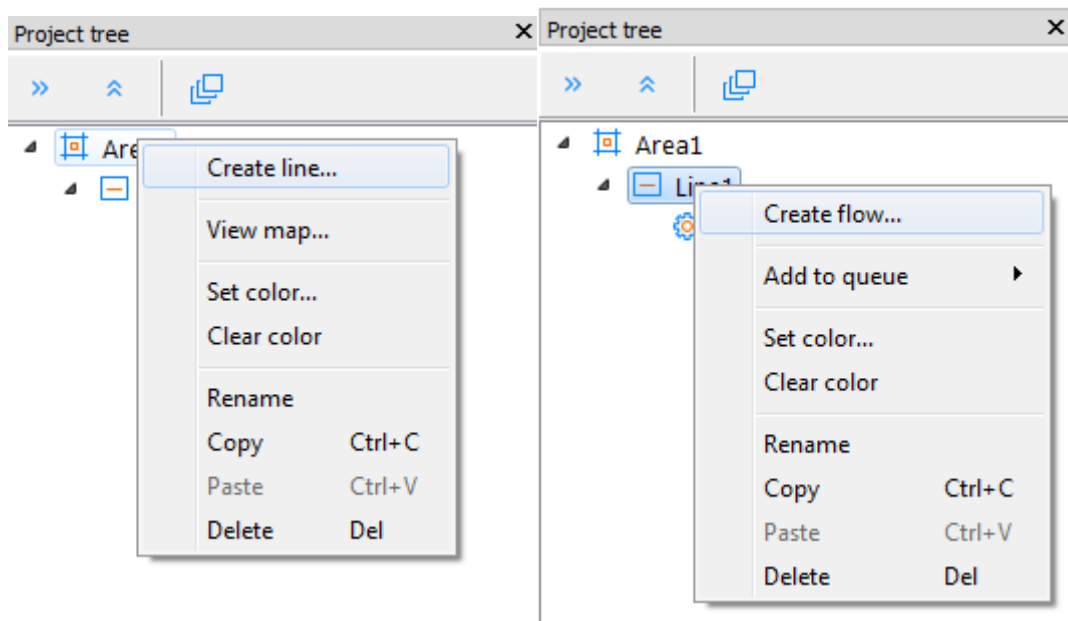 Project tree
Create line...
View map...
Set color...
Clear color
Rename
Copy Ctrl+C
Paste Ctrl+V
Delete Del
Project tree
Area1
Create flow...
Add to queue
Set color...
Clear color
Rename
Copy Ctrl+C
Paste Ctrl+V
Delete Del